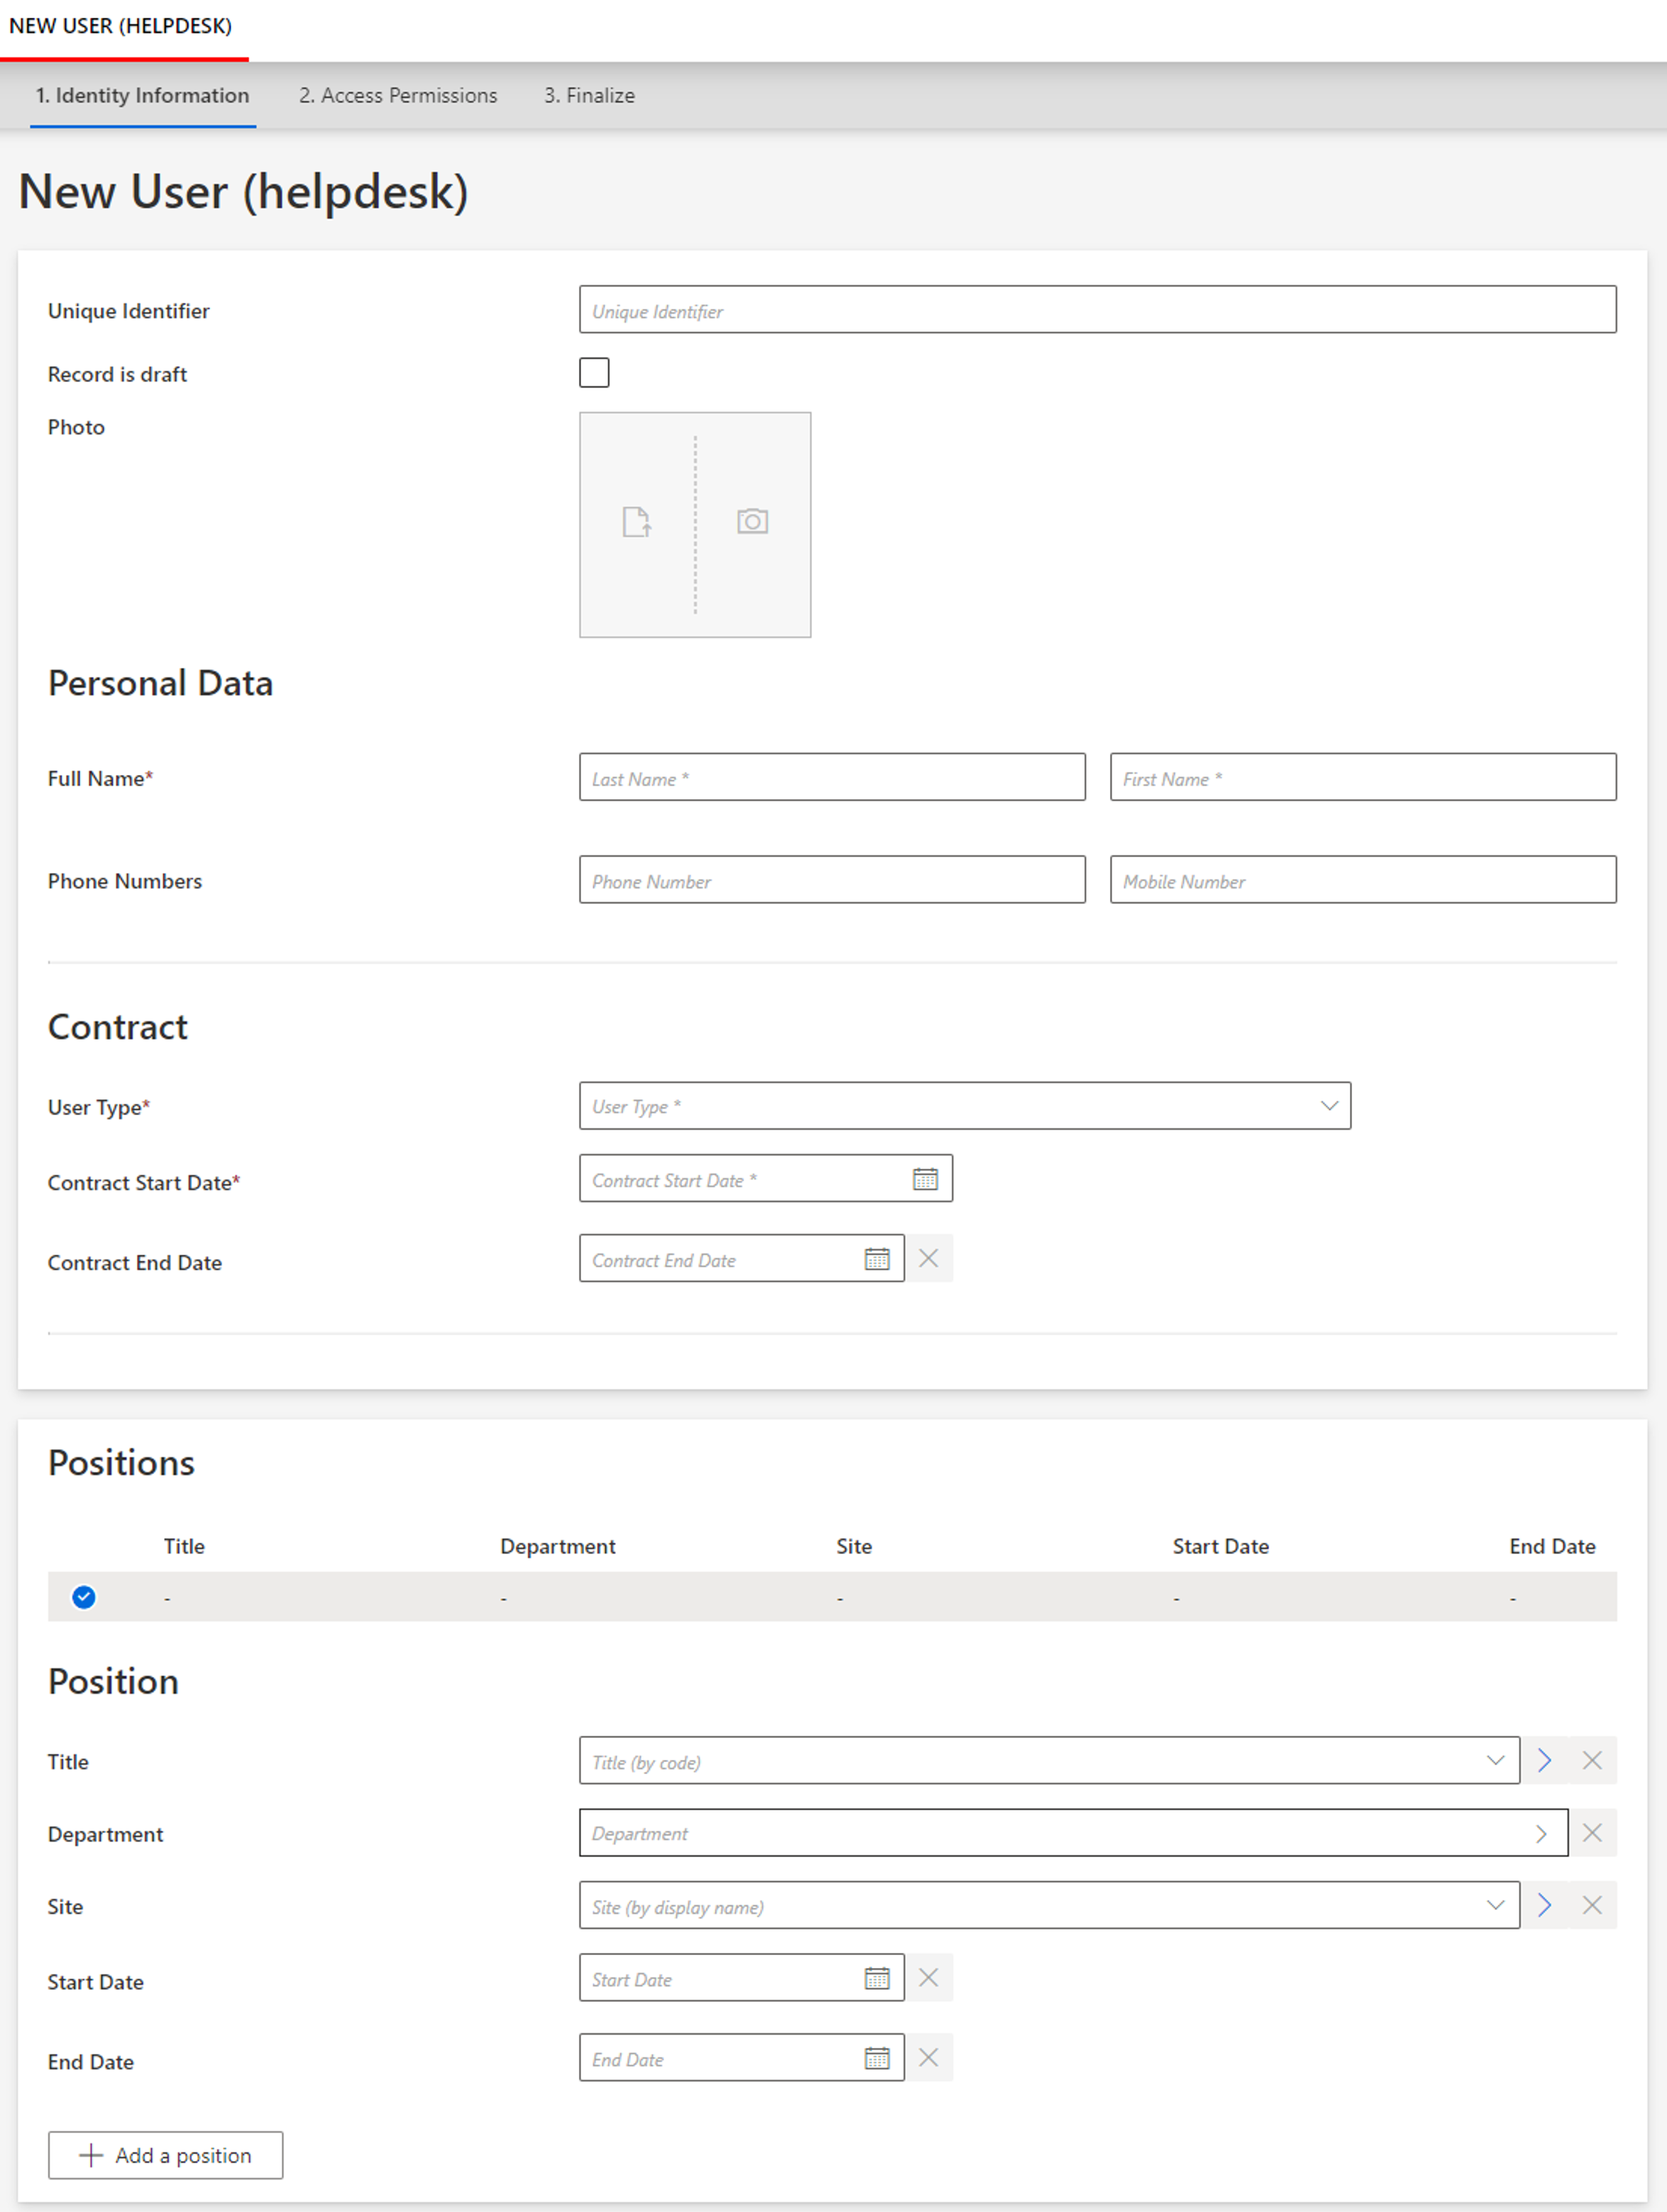 NEW USER (HELPDESK)
1. Identity Information 2. Access Permissions 3. Finalize
New User (helpdesk)
Unique Identifier Unique Identifier
Record is draft
Photo
Personal Data
Full Name* Last Name * First Name *
Phone Numbers Phone Number Mobile Number
Contract
User Type* User Type *
Contract Start Date* Contract Start Date *
Contract End Date Contract End Date
Positions
Title Department Site Start Date End Date
- - - - -
Position
Title Title (by code)
Department Department
Site Site (by display name)
Start Date Start Date
End Date End Date
Add a position